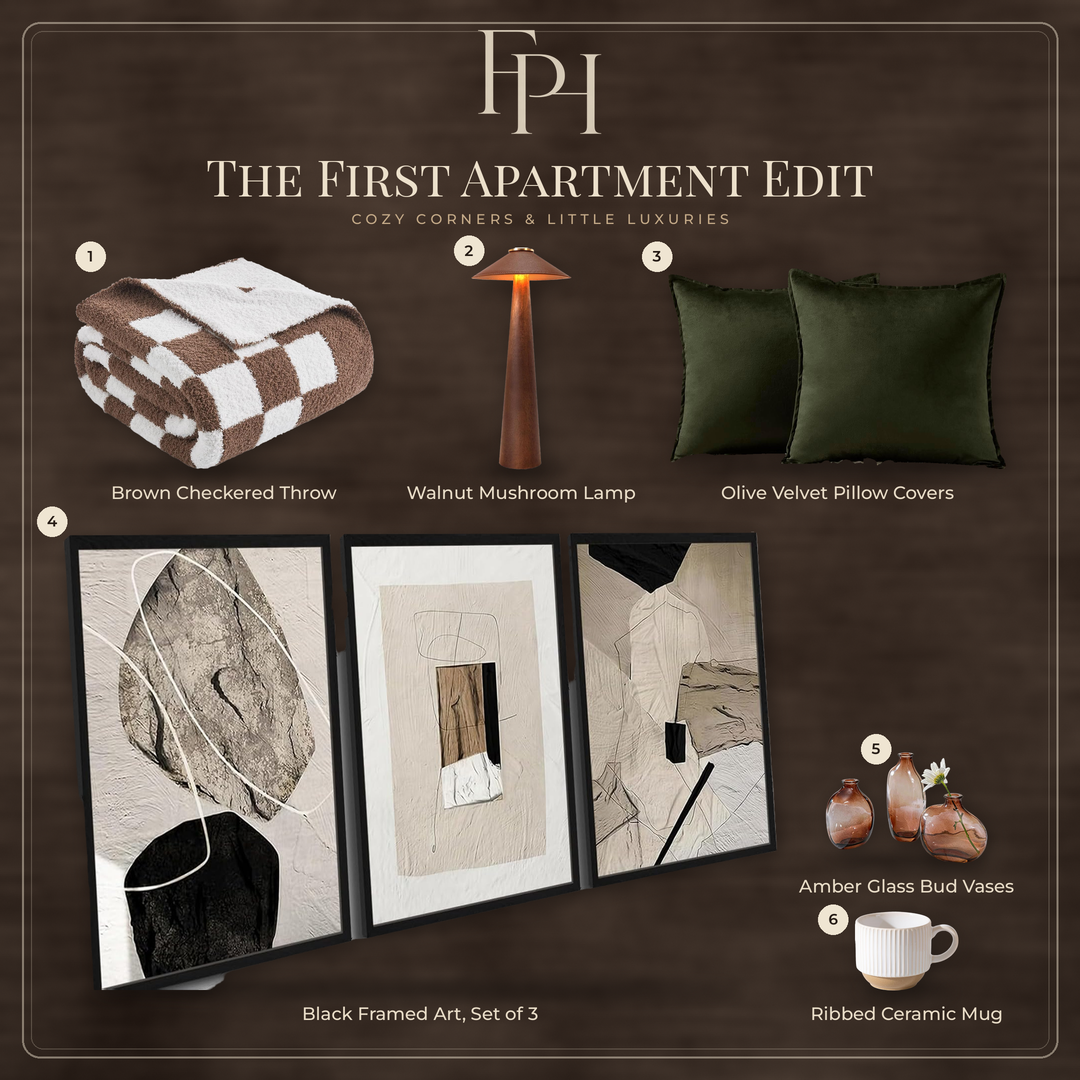 FPH
THE FIRST APARTMENT EDIT
COZY CORNERS & LITTLE LUXURIES
1
2
3
Brown Checkered Throw
Walnut Mushroom Lamp
Olive Velvet Pillow Covers
4
5
Amber Glass Bud Vases
6
Black Framed Art, Set of 3
Ribbed Ceramic Mug